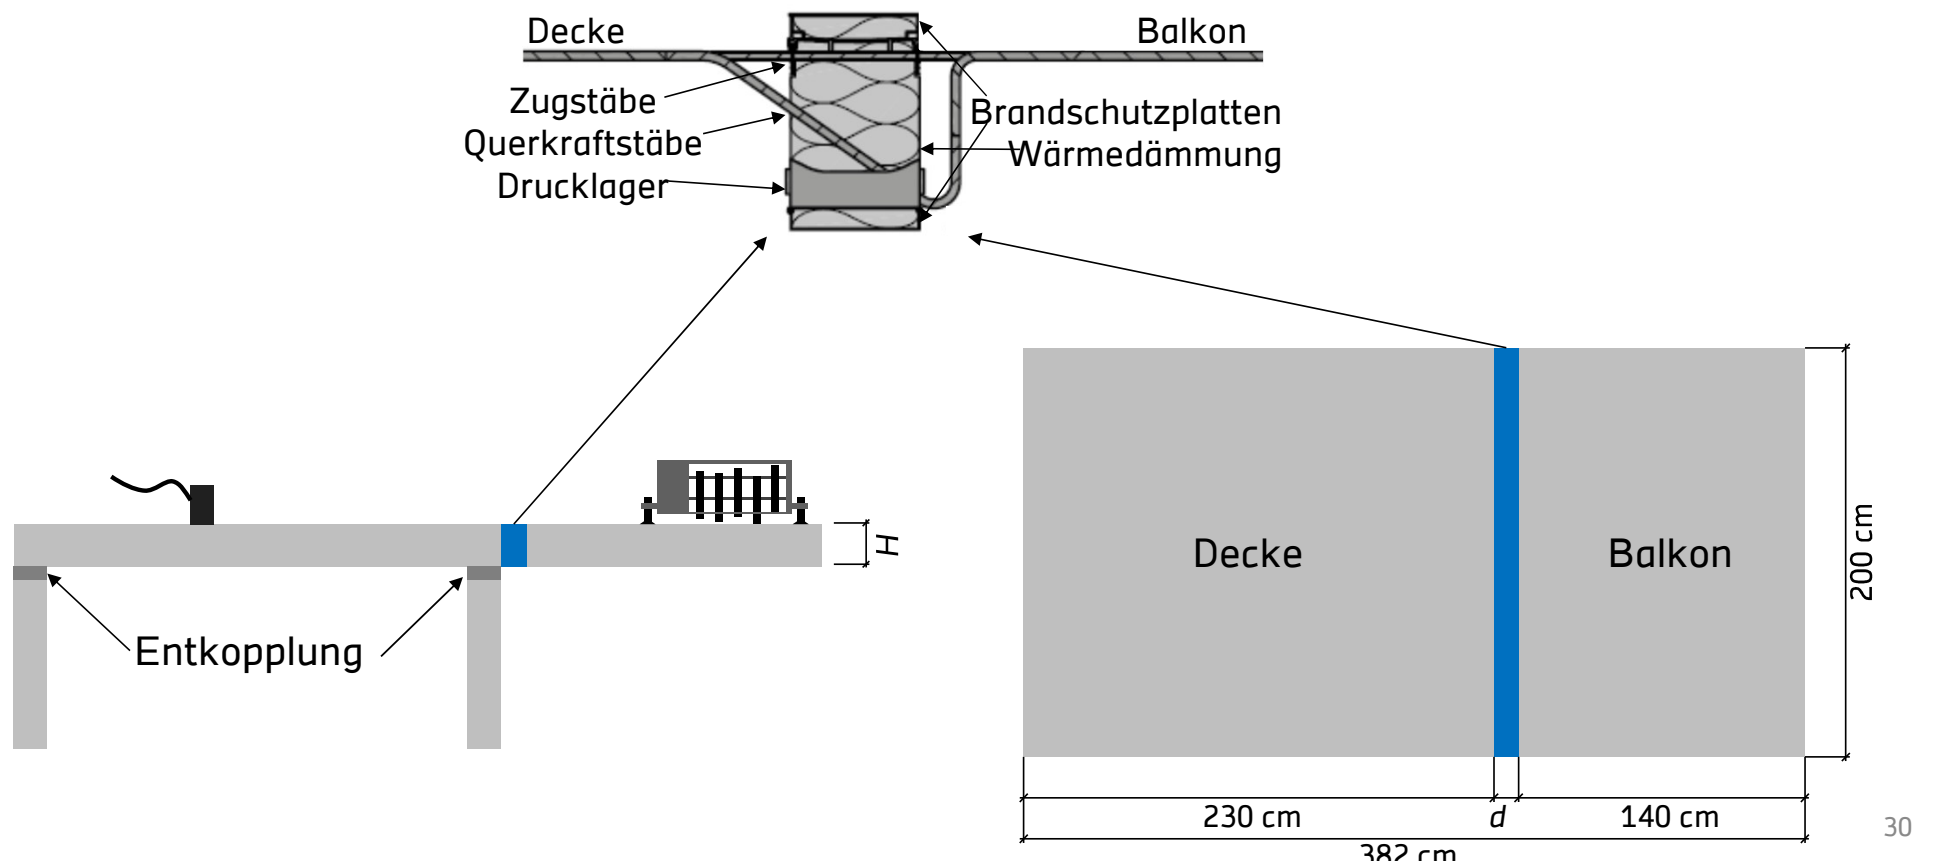 Decke
Balkon
Zugstäbe
Querkraftstäbe
Drucklager
Brandschutzplatten
Wärmedämmung
H
Entkopplung
Decke
Balkon
200 cm
230 cm
d
140 cm
382 cm
30